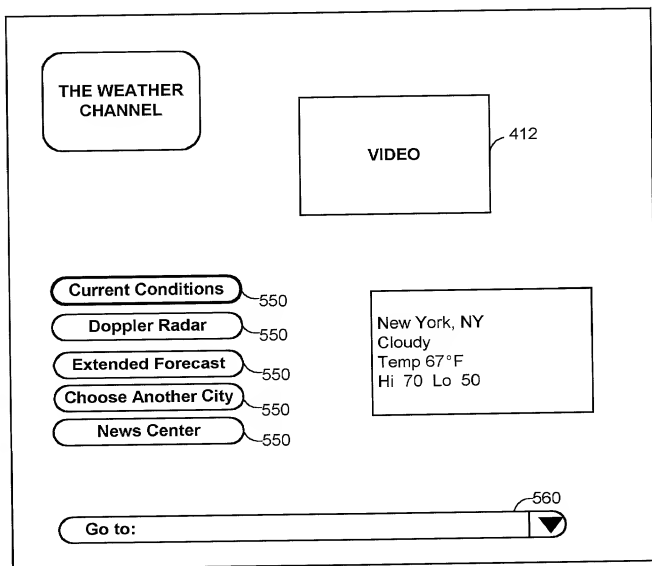 THE WEATHER
CHANNEL
VIDEO
412
Current Conditions
550
Doppler Radar
550
Extended Forecast
550
Choose Another City
550
News Center
550
New York, NY
Cloudy
Temp 67°F
Hi 70 Lo 50
560
Go to: